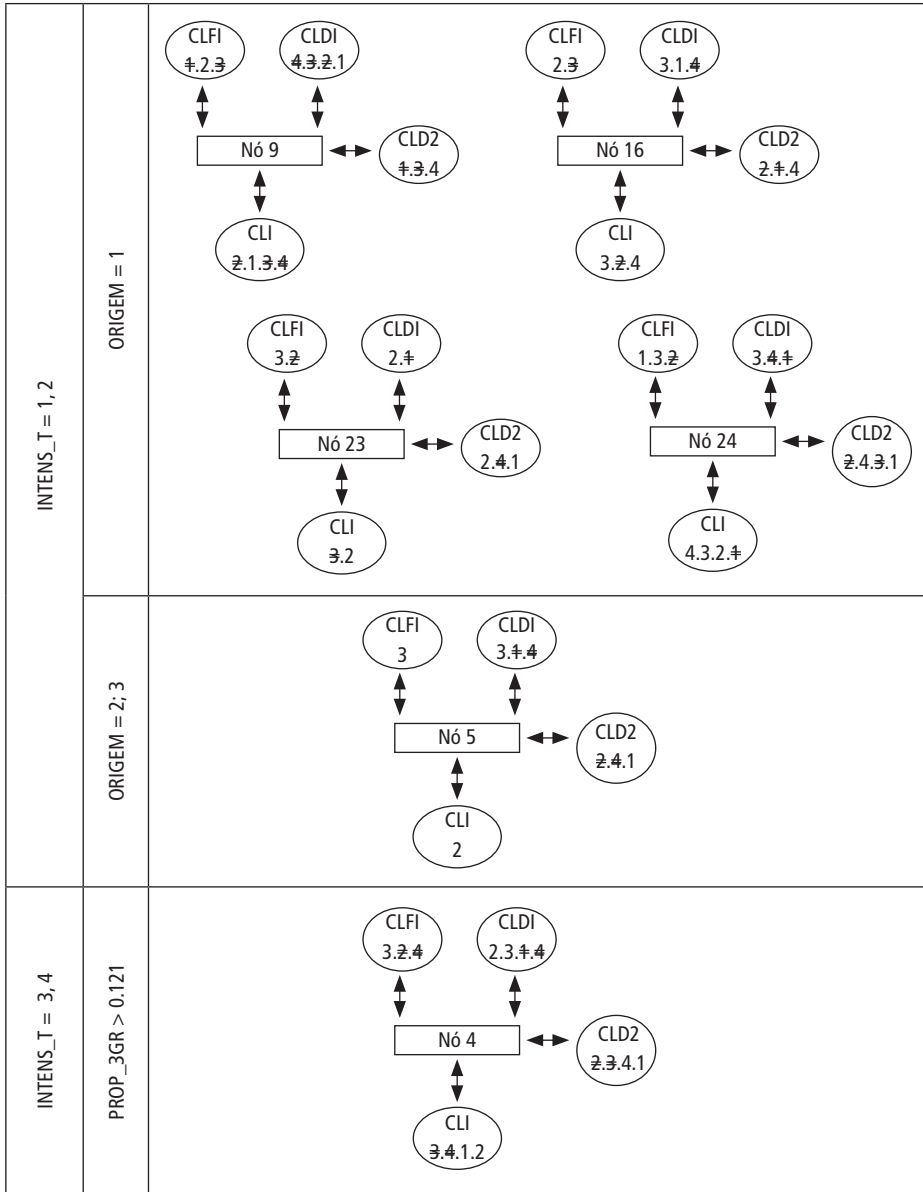 INTENS_T = 1, 2
ORIGEM = 1
CLFI
1̶.2.3̶
CLDI
4̶.3̶.2̶.1
Nó 9
CLD2
1̶.3̶.4
CLI
2̶.1.3̶.4̶
CLFI
2.3̶
CLDI
3.1.4̶
Nó 16
CLD2
2̶.1̶.4
CLI
3.2̶.4
CLFI
3.2̶
CLDI
2.1̶
Nó 23
CLD2
2.4̶.1
CLI
3̶.2
CLFI
1.3.2̶
CLDI
3.4̶.1̶
Nó 24
CLD2
2̶.4.3̶.1
CLI
4.3.2.1̶
ORIGEM = 2; 3
CLFI
3
CLDI
3.1̶.4̶
Nó 5
CLD2
2̶.4̶.1
CLI
2
INTENS_T = 3, 4
PROP_3GR > 0.121
CLFI
3.2̶.4̶
CLDI
2.3.1̶.4̶
Nó 4
CLD2
2̶.3̶.4.1
CLI
3̶.4̶.1.2